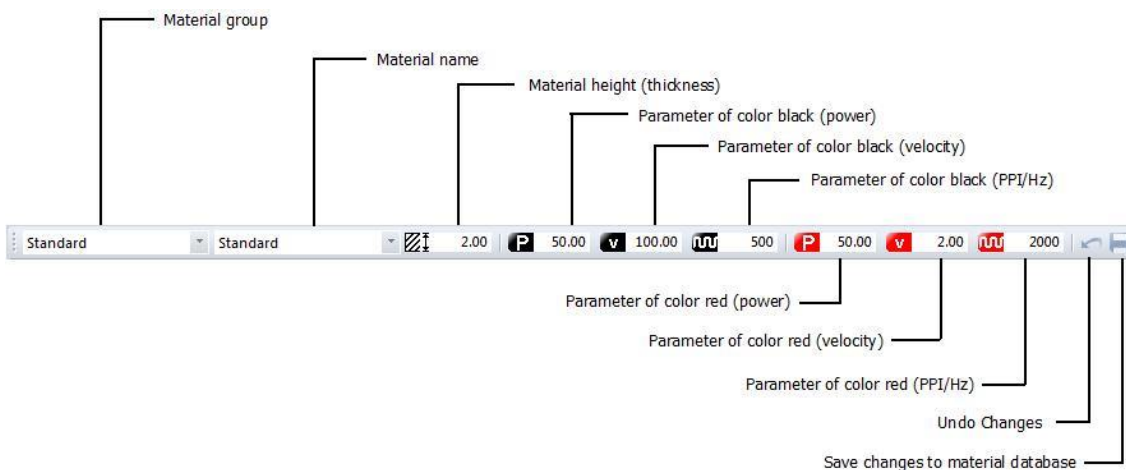 Material group
Material name
Material height (thickness)
Parameter of color black (power)
Parameter of color black (velocity)
Parameter of color black (PPI/Hz)
Standard Standard 2.00 P 50.00 v 100.00 500 P 50.00 v 2.00 2000
Parameter of color red (power)
Parameter of color red (velocity)
Parameter of color red (PPI/Hz)
Undo Changes
Save changes to material database